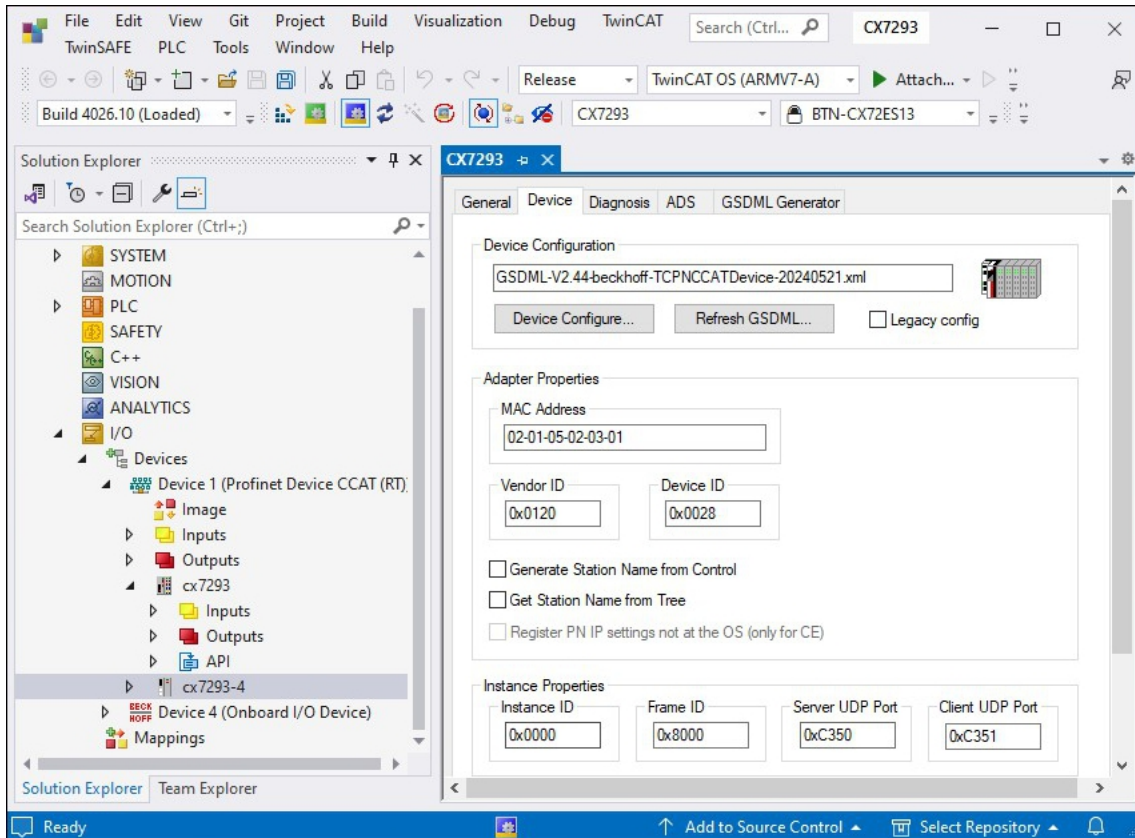 File Edit View Git Project Build Visualization Debug TwinCAT Search (Ctrl... CX7293
TwinSAFE PLC Tools Window Help
Release TwinCAT OS (ARMV7-A) Attach...
Build 4026.10 (Loaded) CX7293 BTN-CX72ES13
Solution Explorer
Search Solution Explorer (Ctrl+;)
SYSTEM
MOTION
PLC
SAFETY
C++
VISION
ANALYTICS
I/O
Devices
Device 1 (Profinet Device CCAT (RT)
Image
Inputs
Outputs
cx7293
Inputs
Outputs
API
cx7293-4
BECK
HOFF
Device 4 (Onboard I/O Device)
Mappings
Solution Explorer Team Explorer
CX7293
General Device Diagnosis ADS GSDML Generator
Device Configuration
GSDML-V2.44-beckhoff-TCPNCCATDevice-20240521.xml
Device Configure... Refresh GSDML... Legacy config
Adapter Properties
MAC Address
02-01-05-02-03-01
Vendor ID Device ID
0x0120 0x0028
Generate Station Name from Control
Get Station Name from Tree
Register PN IP settings not at the OS (only for CE)
Instance Properties
Instance ID Frame ID Server UDP Port Client UDP Port
0x0000 0x8000 0xC350 0xC351
Ready Add to Source Control Select Repository